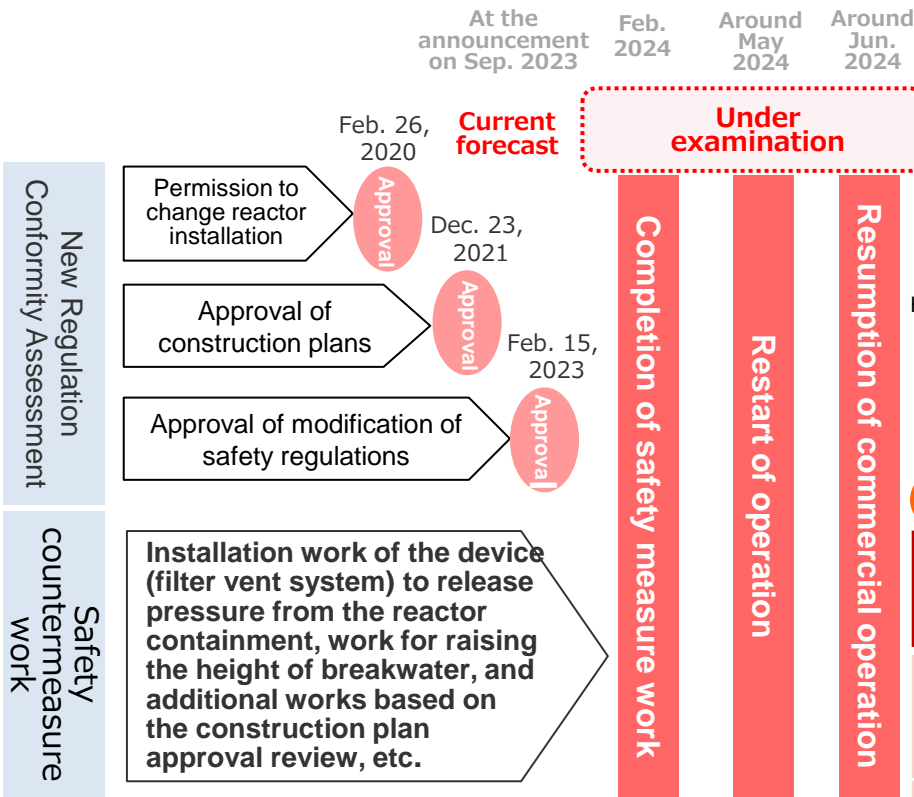 At the
announcement
on Sep. 2023
Feb.
2024
Around
May
2024
Around
Jun.
2024
Current
forecast
Under
examination
New Regulation
Conformity Assessment
Permission to
change reactor
installation
Feb. 26,
2020
Approval
Approval of
construction plans
Dec. 23,
2021
Approval
Approval of modification of
safety regulations
Feb. 15,
2023
Approval
Safety
countermeasure
work
Installation work of the device
(filter vent system) to release
pressure from the reactor
containment, work for raising
the height of breakwater, and
additional works based on
the construction plan
approval review, etc.
Completion of safety measure work
Restart of operation
Resumption of commercial operation